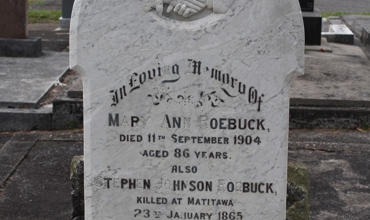 In Loving Memory Of
MARY ANN ROEBUCK,
DIED 11TH SEPTEMBER 1904
AGED 86 YEARS.
ALSO
STEPHEN JOHNSON ROEBUCK,
KILLED AT MATITAWA
23RD JANUARY 1865